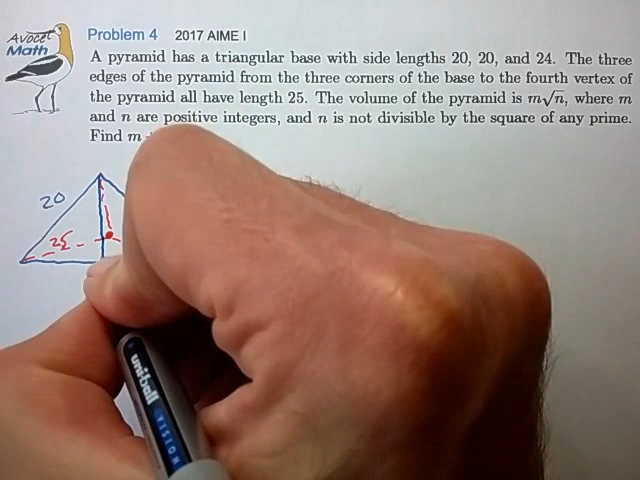 Avocet
Math
Problem 4 2017 AIME I
A pyramid has a triangular base with side lengths 20, 20, and 24. The three
edges of the pyramid from the three corners of the base to the fourth vertex of
the pyramid all have length 25. The volume of the pyramid is m√n, where m
and n are positive integers, and n is not divisible by the square of any prime.
Find m
20
25
uni-ball
VISION